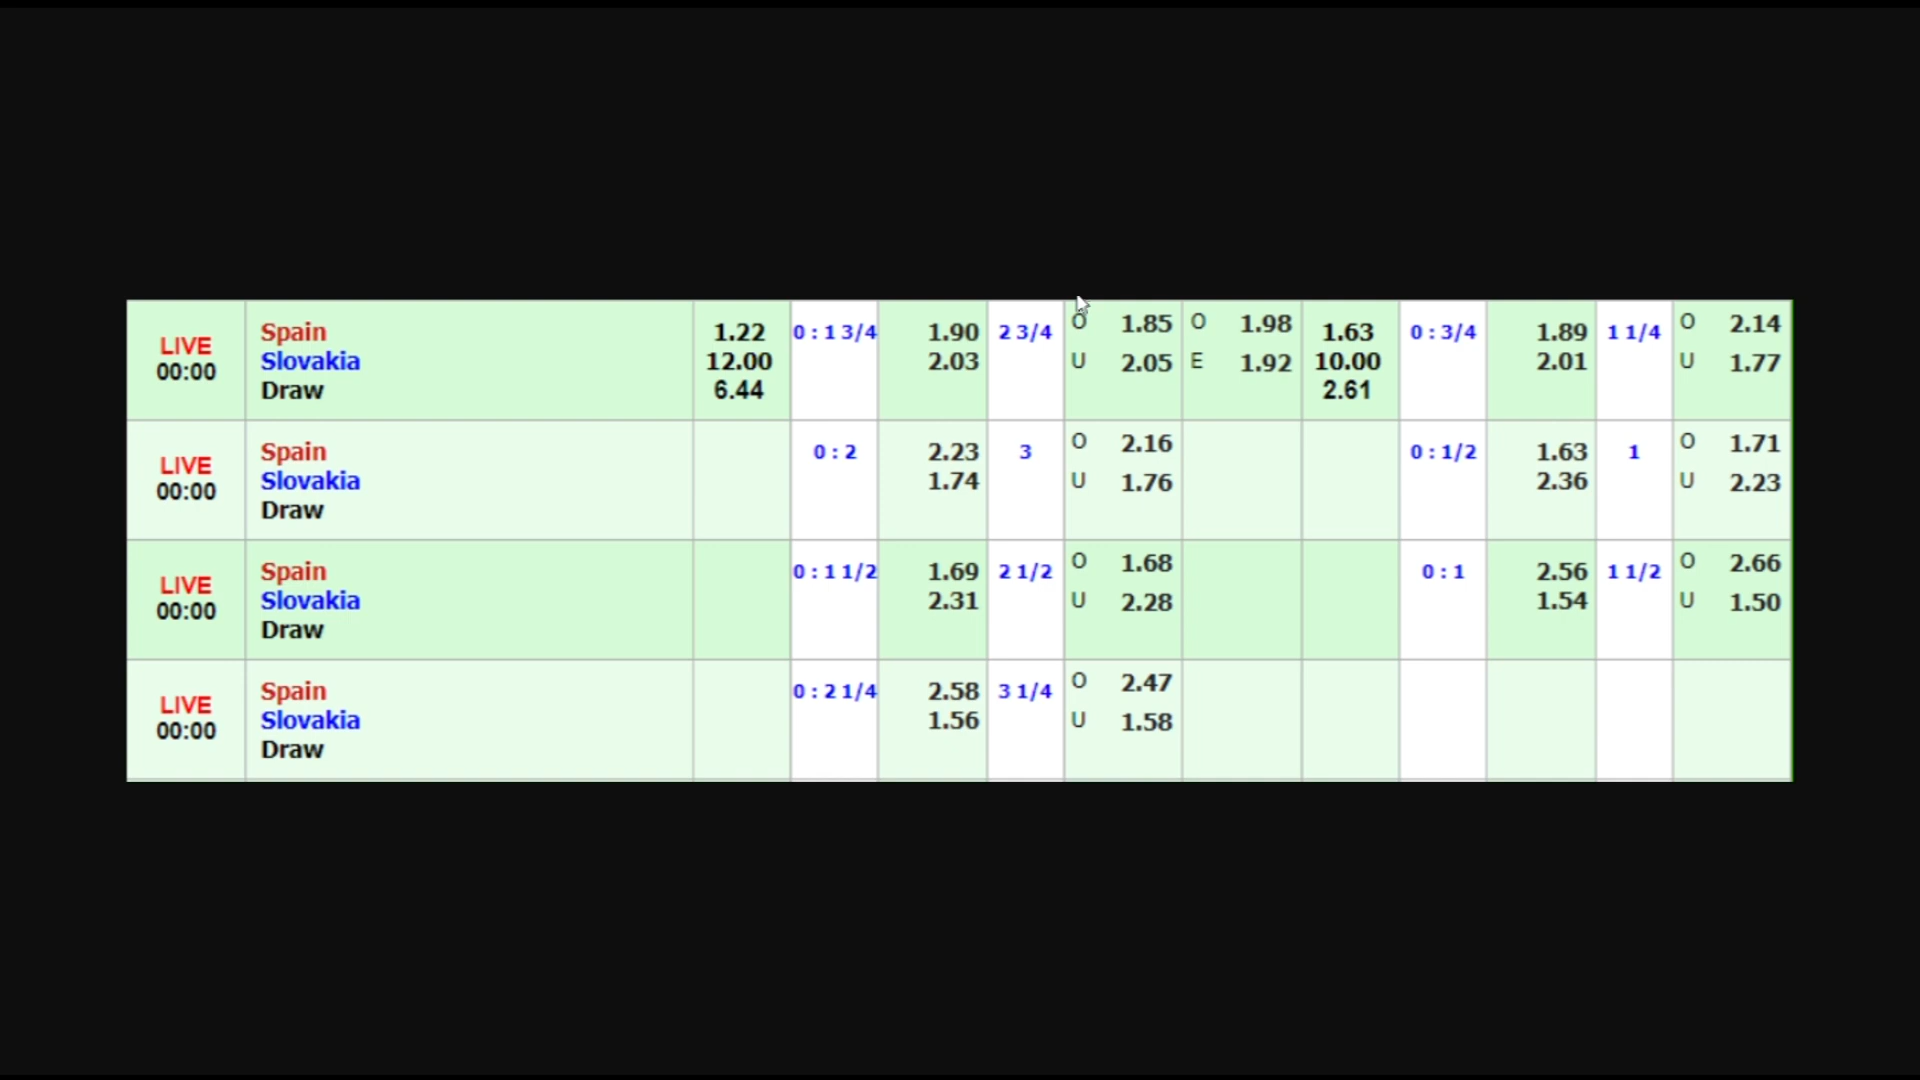 LIVE 00:00 Spain 1.22 0 : 1 3/4 1.90 2 3/4 O 1.85 O 1.98 1.63 0 : 3/4 1.89 1 1/4 O 2.14
Slovakia 12.00 2.03 U 2.05 E 1.92 10.00 2.01 U 1.77
Draw 6.44 2.61
LIVE 00:00 Spain 0 : 2 2.23 3 O 2.16 0 : 1/2 1.63 1 O 1.71
Slovakia 1.74 U 1.76 2.36 U 2.23
Draw
LIVE 00:00 Spain 0 : 1 1/2 1.69 2 1/2 O 1.68 0 : 1 2.56 1 1/2 O 2.66
Slovakia 2.31 U 2.28 1.54 U 1.50
Draw
LIVE 00:00 Spain 0 : 2 1/4 2.58 3 1/4 O 2.47
Slovakia 1.56 U 1.58
Draw